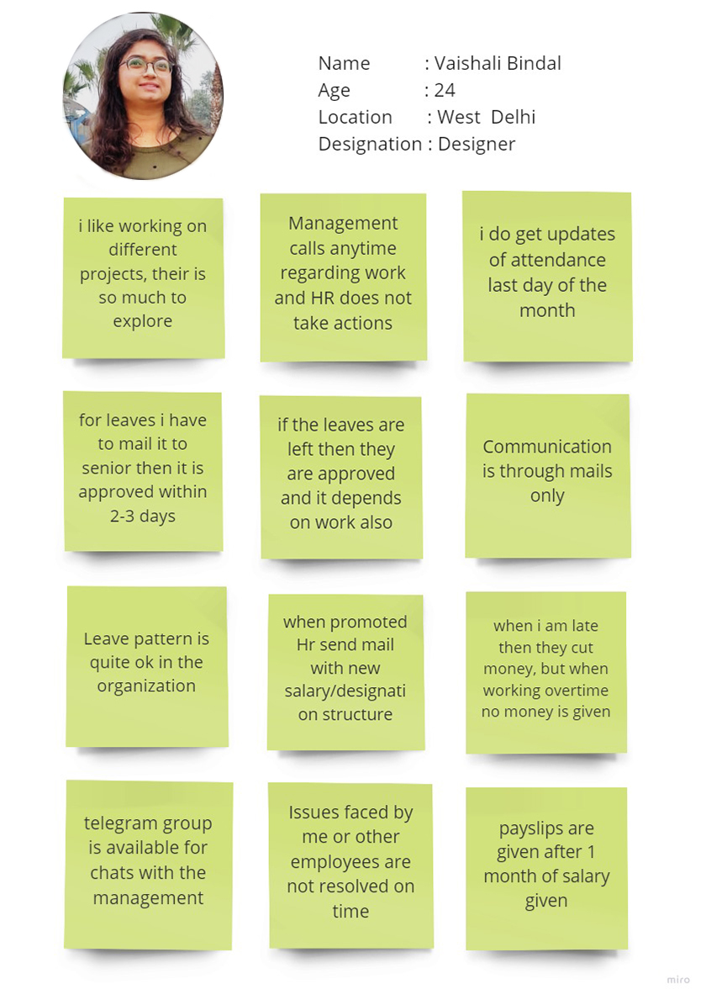 Name : Vaishali Bindal
Age : 24
Location : West Delhi
Designation : Designer
i like working on
different
projects, their is
so much to
explore
Management
calls anytime
regarding work
and HR does not
take actions
i do get updates
of attendance
last day of the
month
for leaves i have
to mail it to
senior then it is
approved within
2-3 days
if the leaves are
left then they
are approved
and it depends
on work also
Communication
is through mails
only
Leave pattern is
quite ok in the
organization
when promoted
Hr send mail
with new
salary/designati
on structure
when i am late
then they cut
money, but when
working overtime
no money is given
telegram group
is available for
chats with the
management
Issues faced by
me or other
employees are
not resolved on
time
payslips are
given after 1
month of salary
given
miro